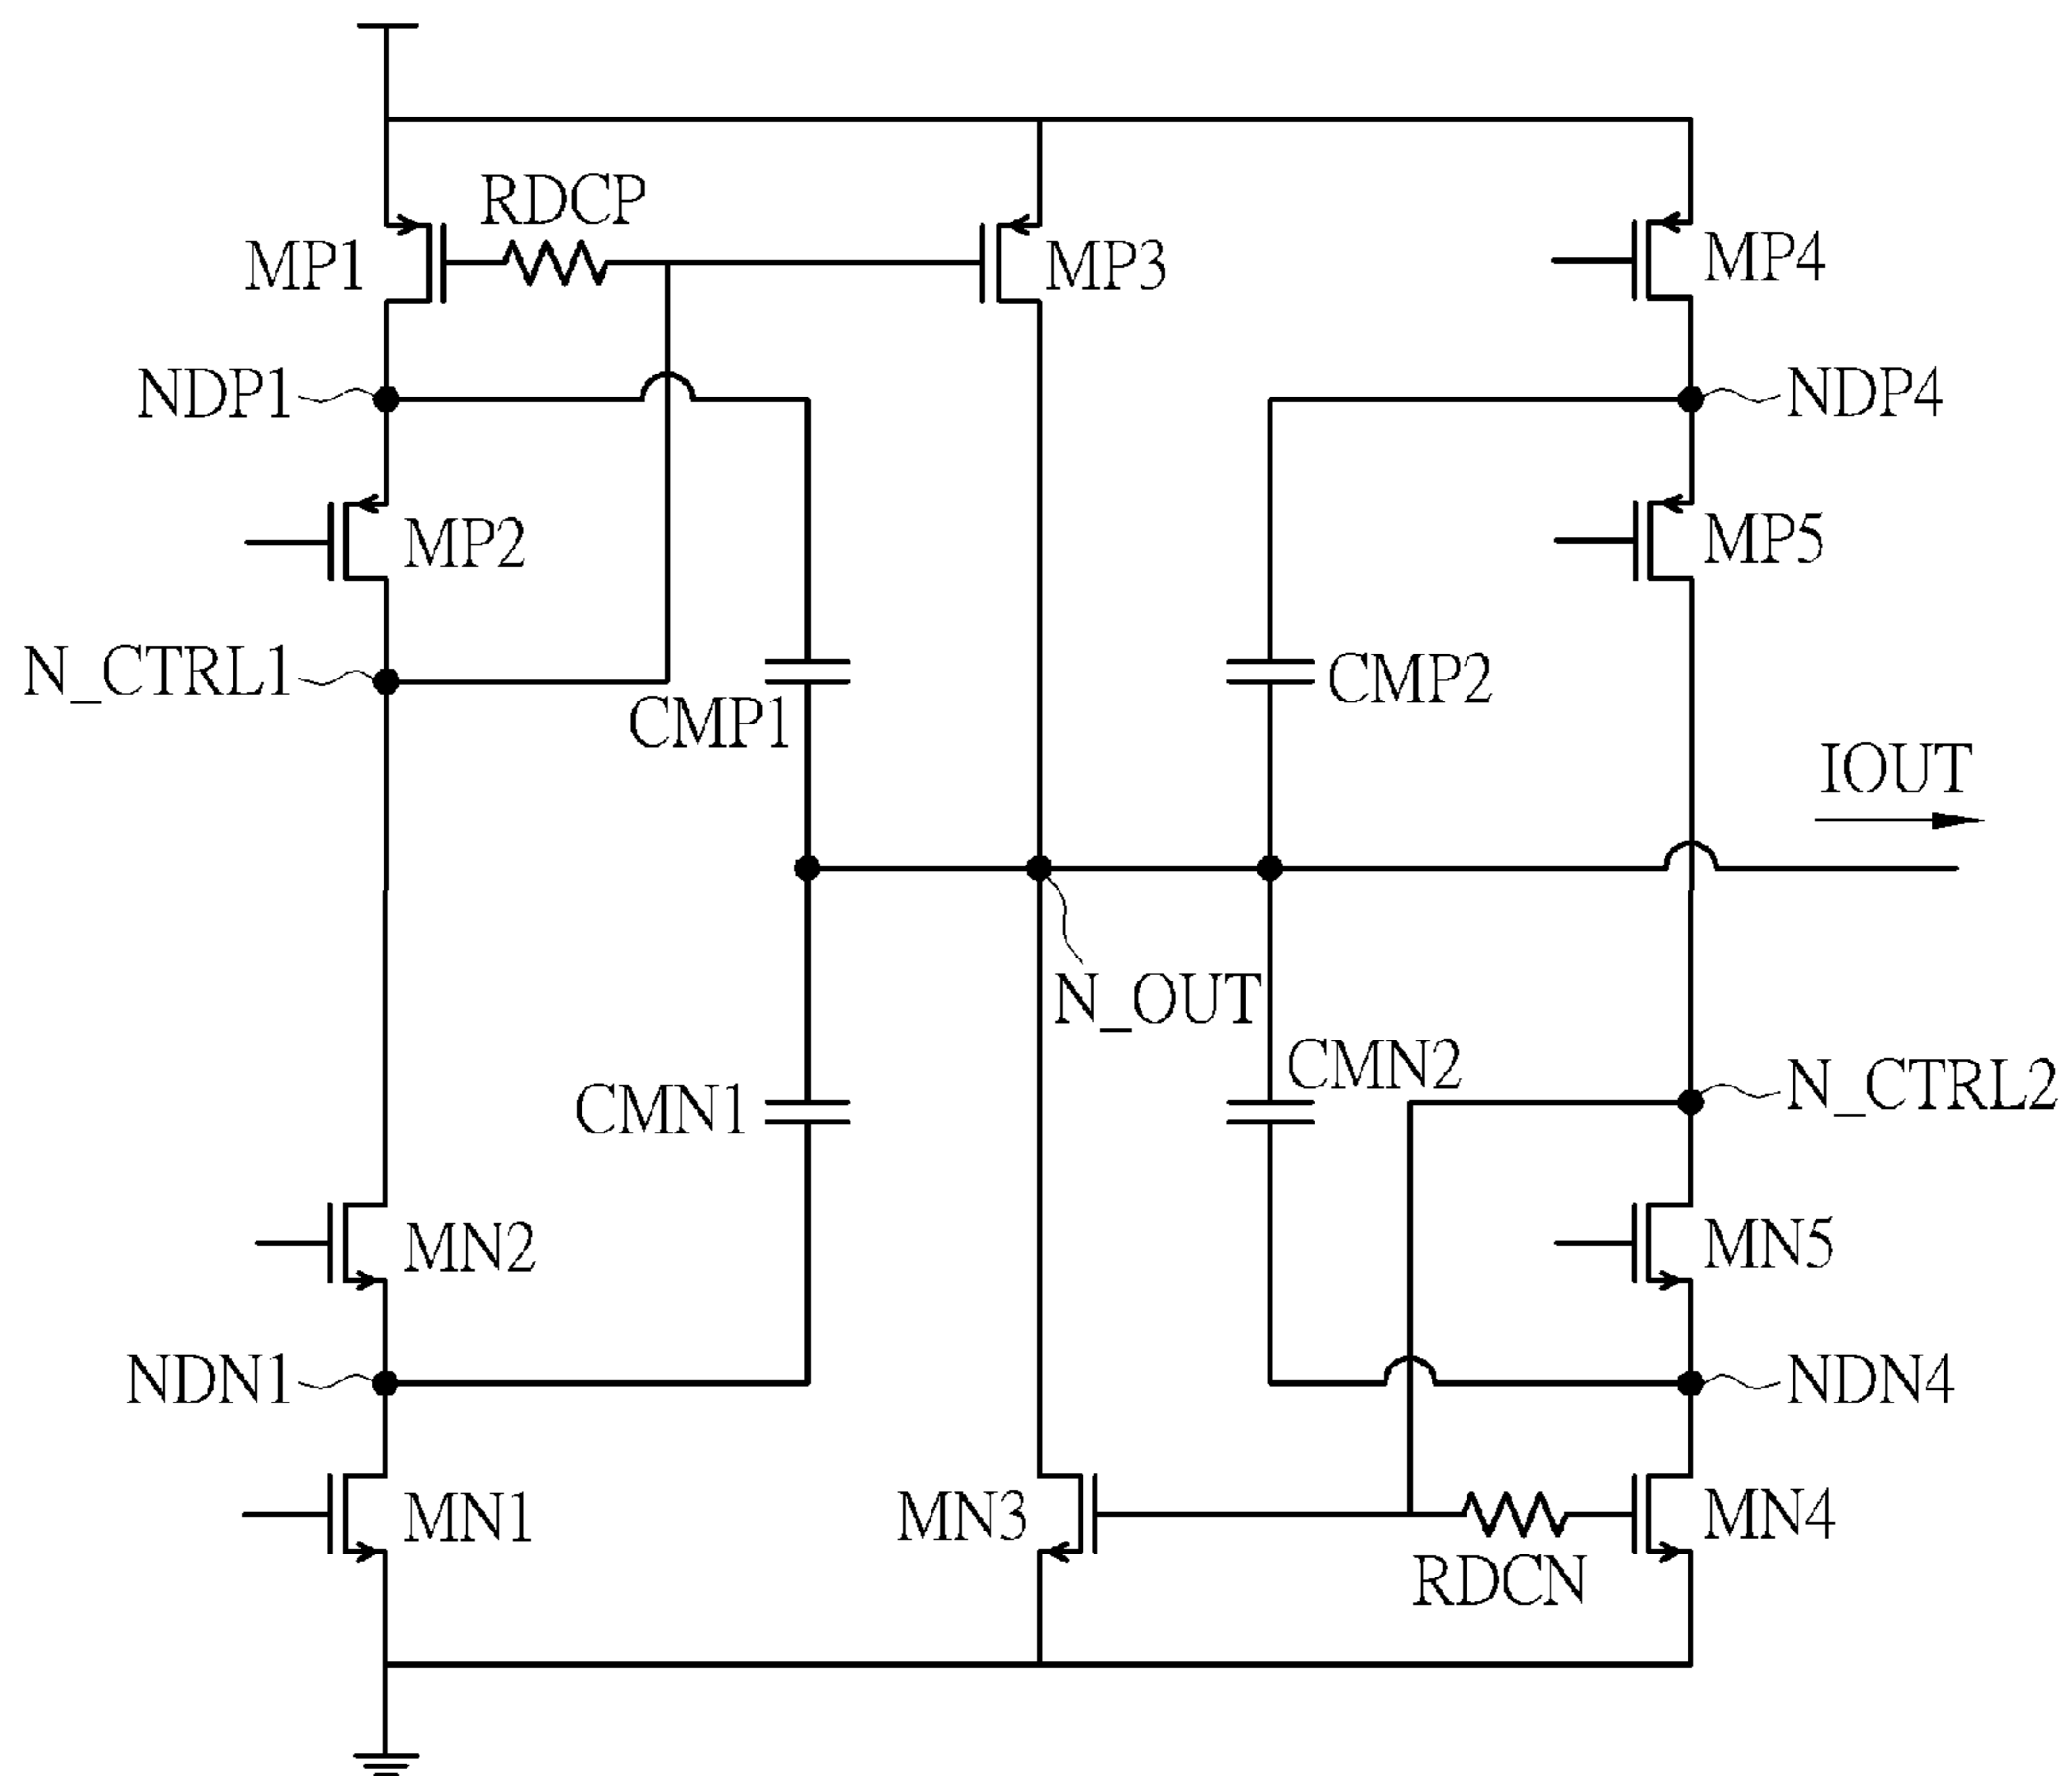 RDCP
MP1
MP3
MP4
NDP1
NDP4
MP2
MP5
N_CTRL1
CMP1
CMP2
IOUT
N_OUT
CMN1
CMN2
N_CTRL2
MN2
MN5
NDN1
NDN4
MN1
MN3
MN4
RDCN